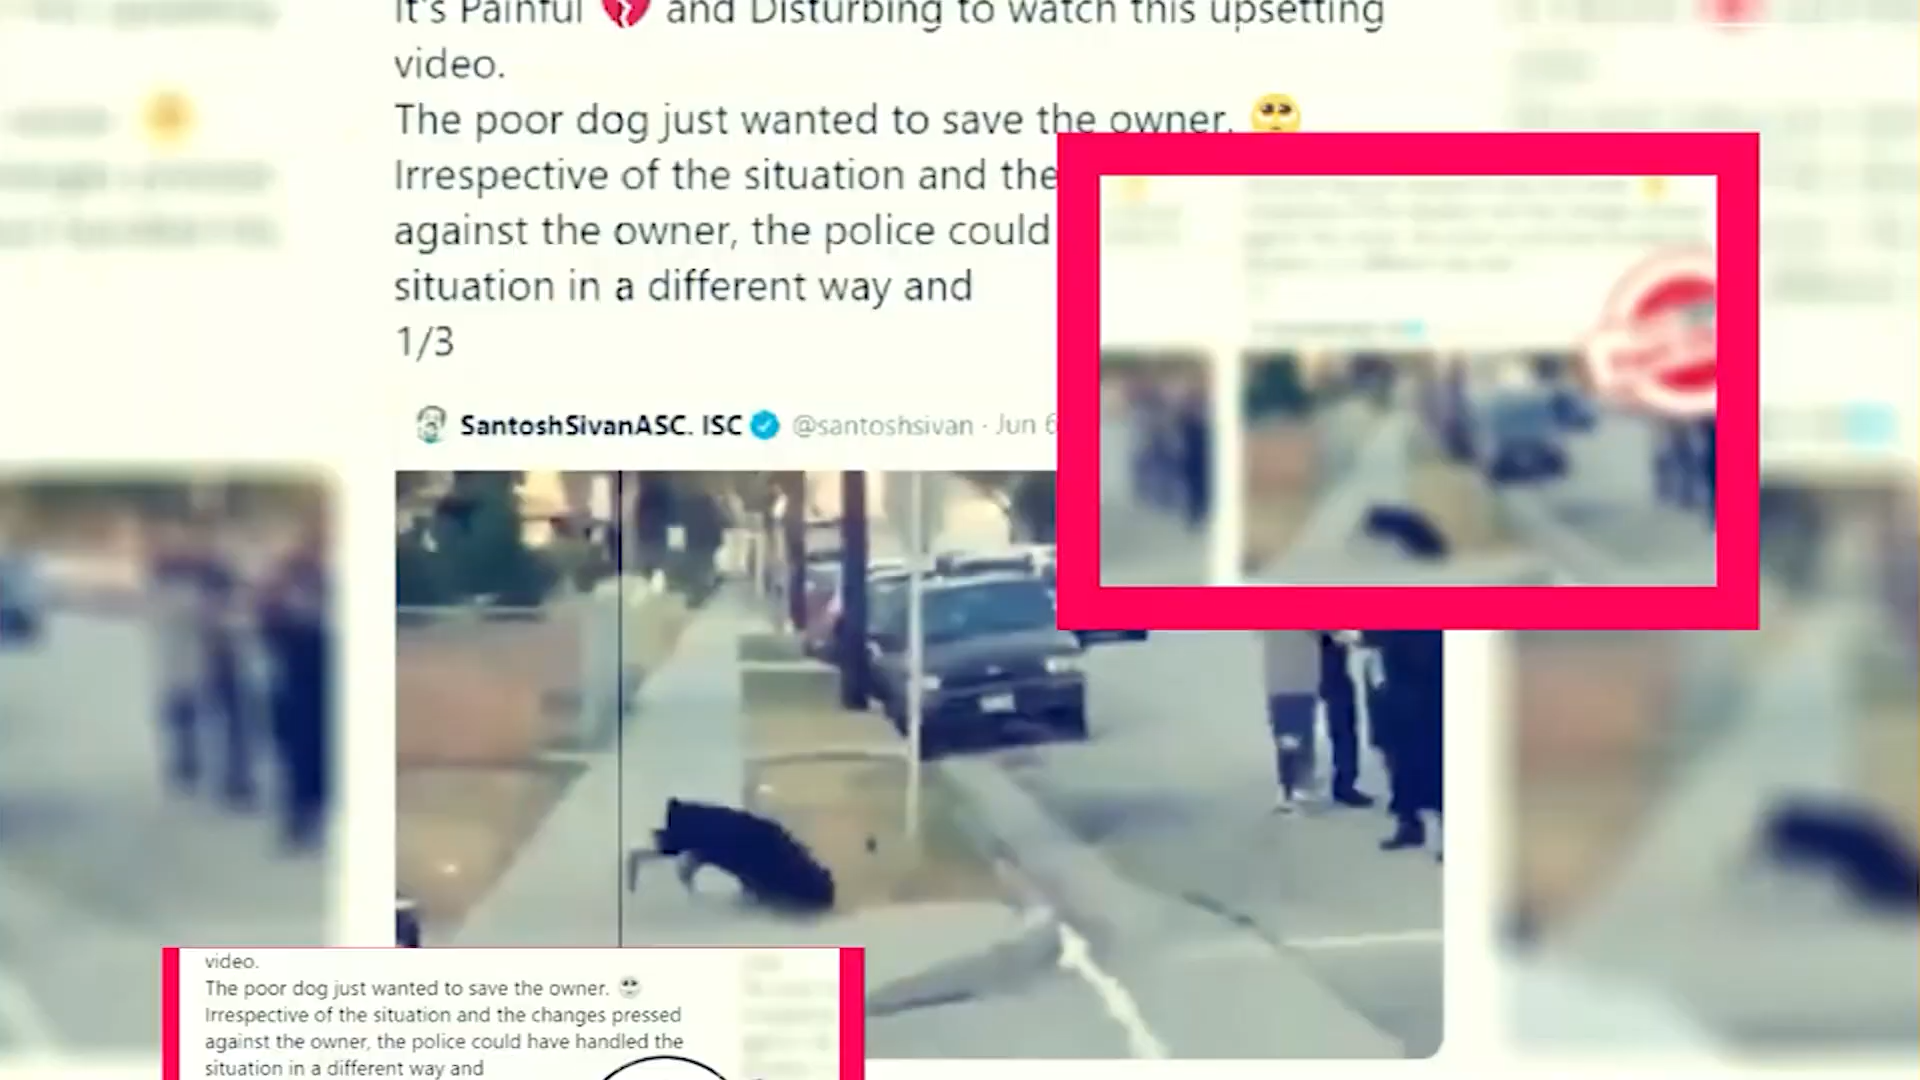 It's Painful 💔 and Disturbing to watch this upsetting
video.
The poor dog just wanted to save the owner. 🥺
Irrespective of the situation and the
against the owner, the police could
situation in a different way and
1/3
SantoshSivanASC. ISC @santoshsivan · Jun 6
video.
The poor dog just wanted to save the owner. 🥺
Irrespective of the situation and the changes pressed
against the owner, the police could have handled the
situation in a different way and